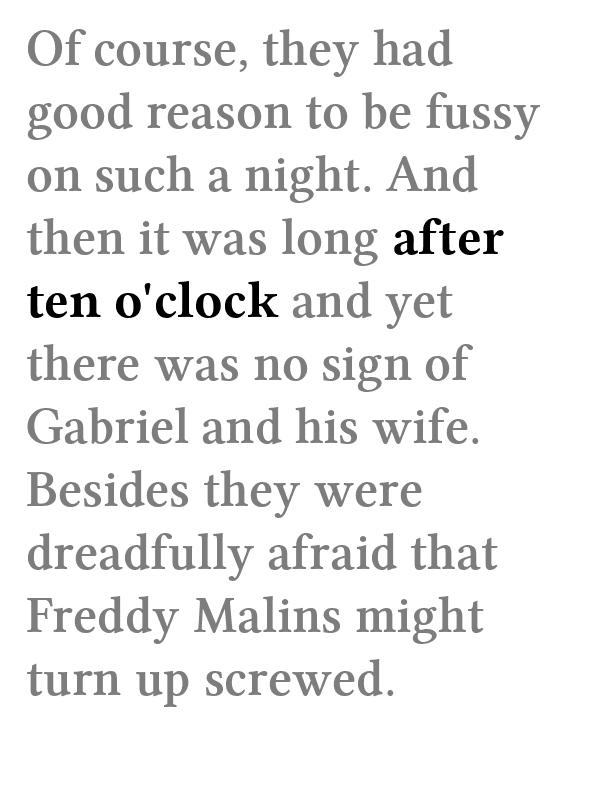 Of course, they had
good reason to be fussy
on such a night. And
then it was long after
ten o'clock and yet
there was no sign of
Gabriel and his wife.
Besides they were
dreadfully afraid that
Freddy Malins might
turn up screwed.